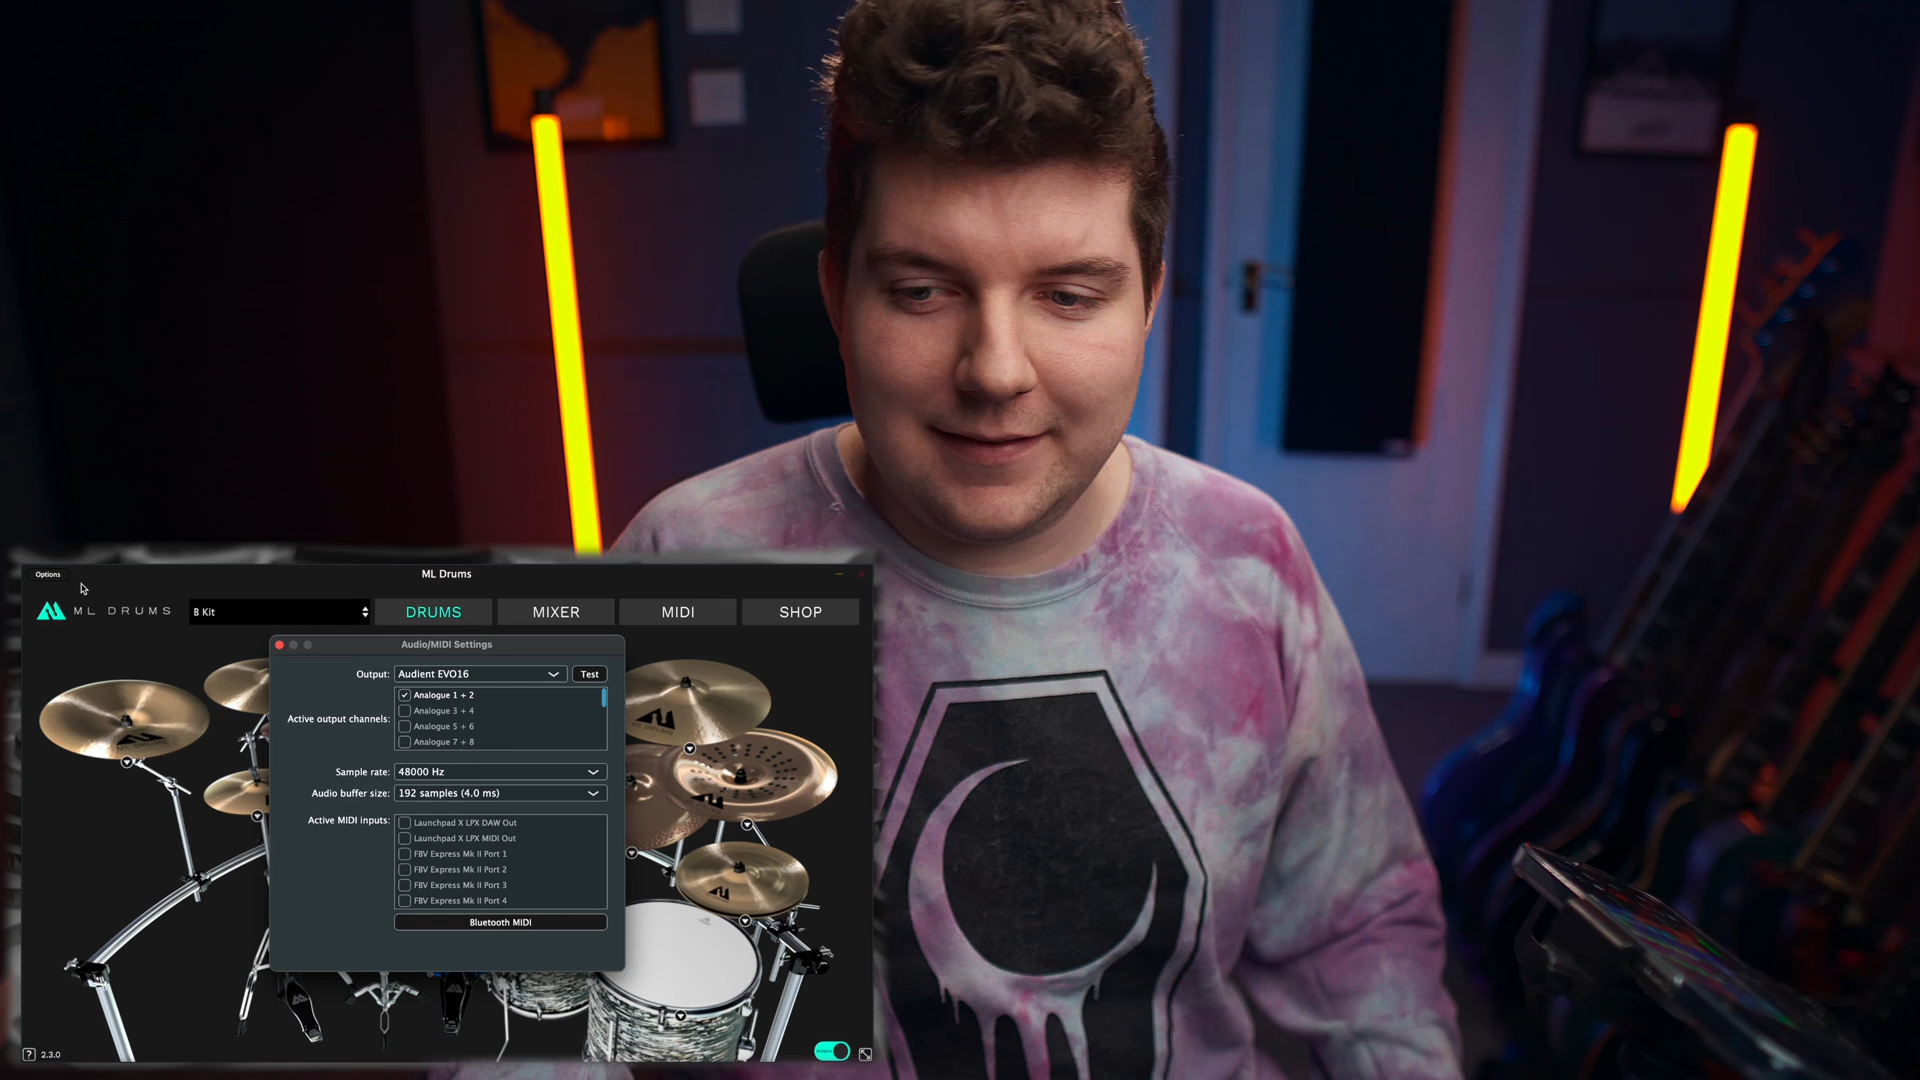 Options
ML Drums
ML DRUMS
B Kit
DRUMS
MIXER
MIDI
SHOP
Audio/MIDI Settings
Output:
Audient EVO16
Test
Active output channels:
Analogue 1 + 2
Analogue 3 + 4
Analogue 5 + 6
Analogue 7 + 8
Sample rate:
48000 Hz
Audio buffer size:
192 samples (4.0 ms)
Active MIDI inputs:
Launchpad X LPX DAW Out
Launchpad X LPX MIDI Out
FBV Express Mk II Port 1
FBV Express Mk II Port 2
FBV Express Mk II Port 3
FBV Express Mk II Port 4
Bluetooth MIDI
ML DRUMS
ML DRUMS
? 2.3.0